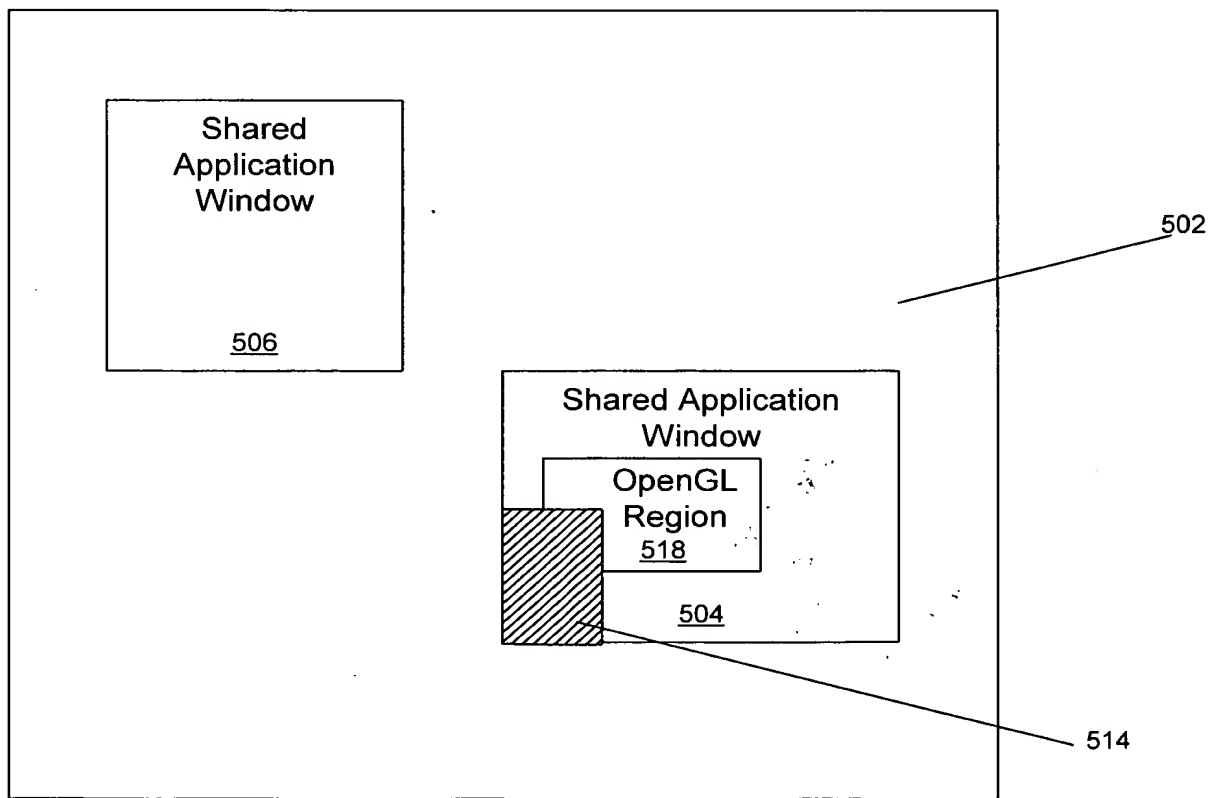 Shared
Application
Window
506
502
Shared Application
Window
OpenGL
Region
518
504
514